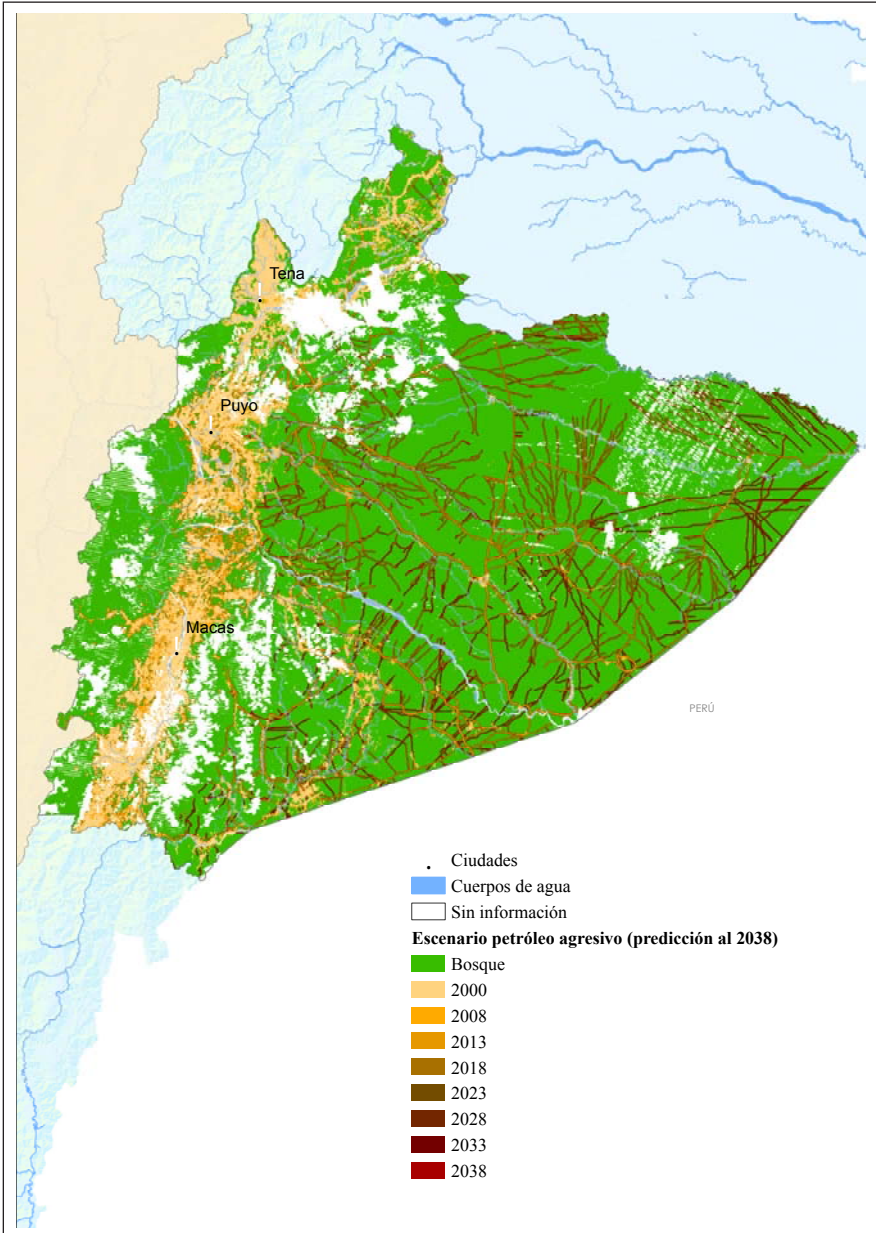 Tena
Puyo
Macas
PERÚ
Ciudades
Cuerpos de agua
Sin información
Escenario petróleo agresivo (predicción al 2038)
Bosque
2000
2008
2013
2018
2023
2028
2033
2038